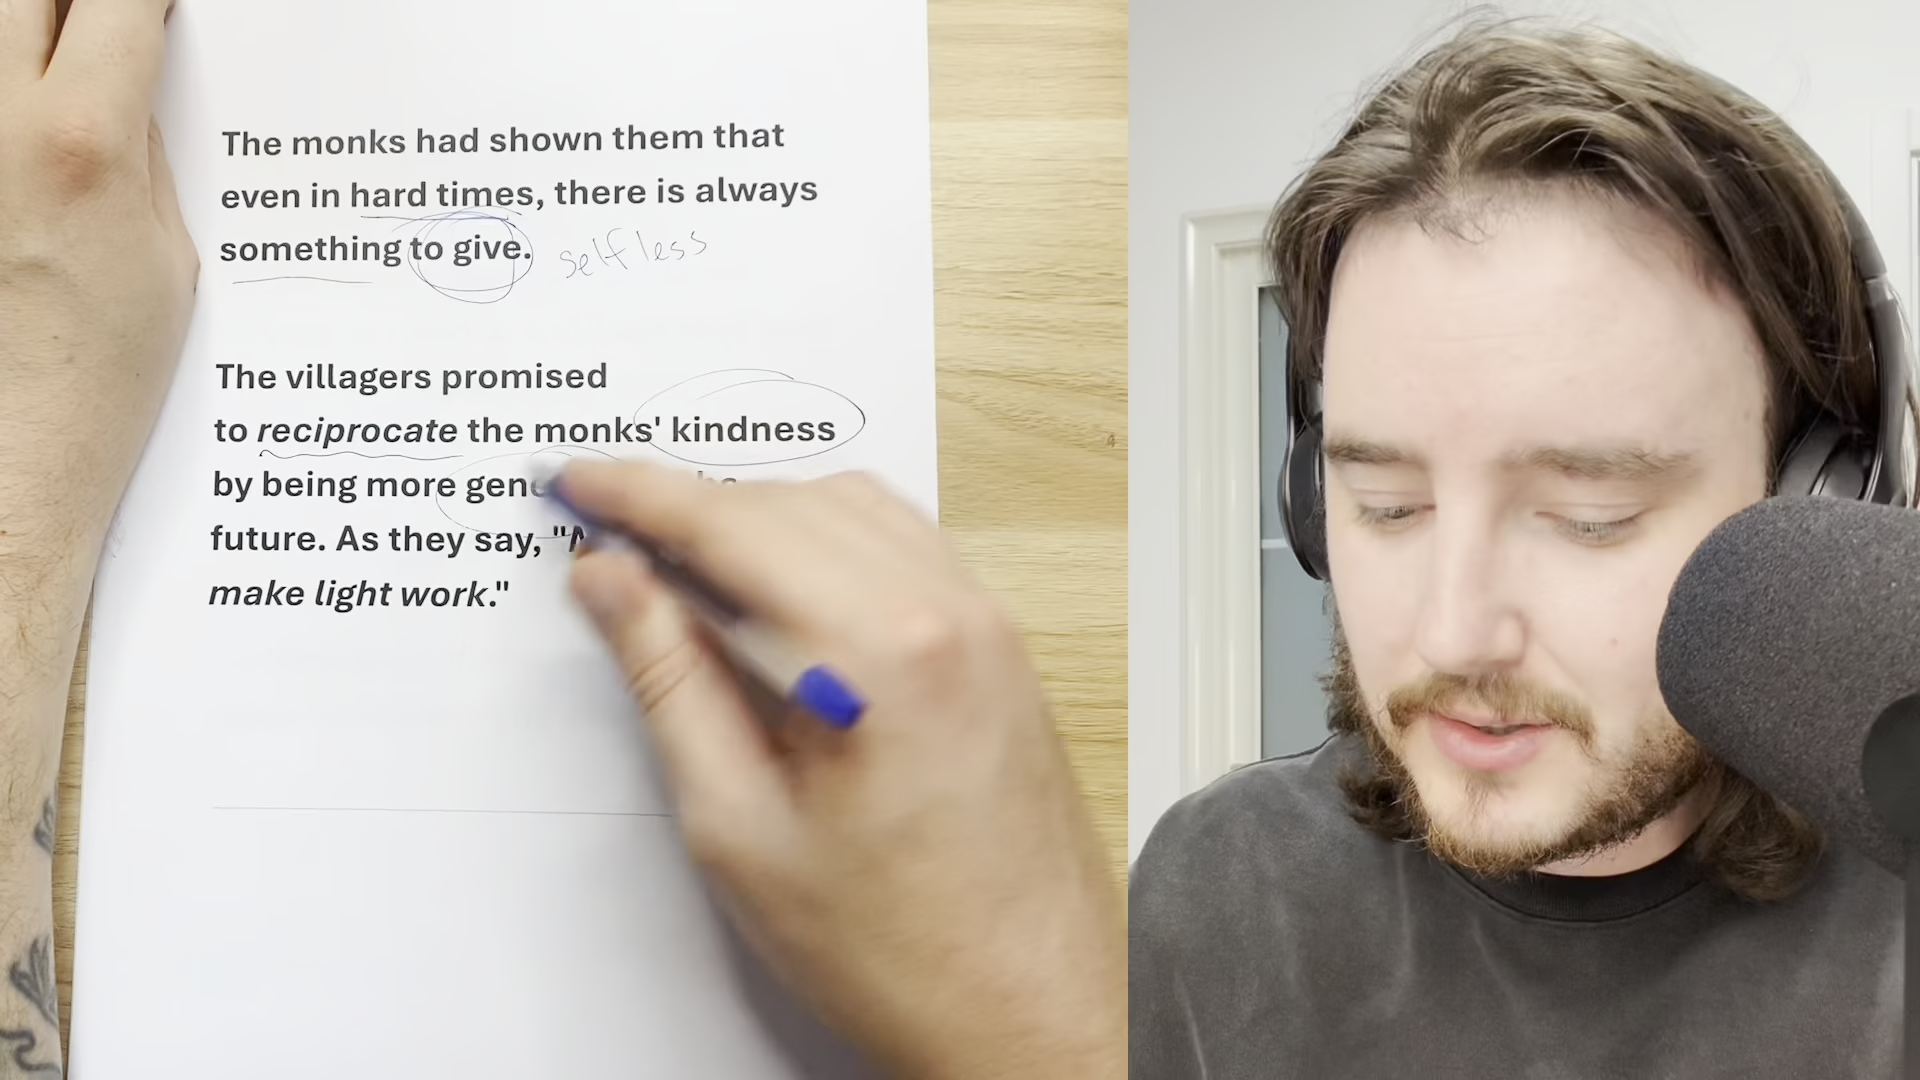 The monks had shown them that
even in hard times, there is always
something to give. selfless
The villagers promised
to reciprocate the monks' kindness
by being more
future. As they say, "
make light work."